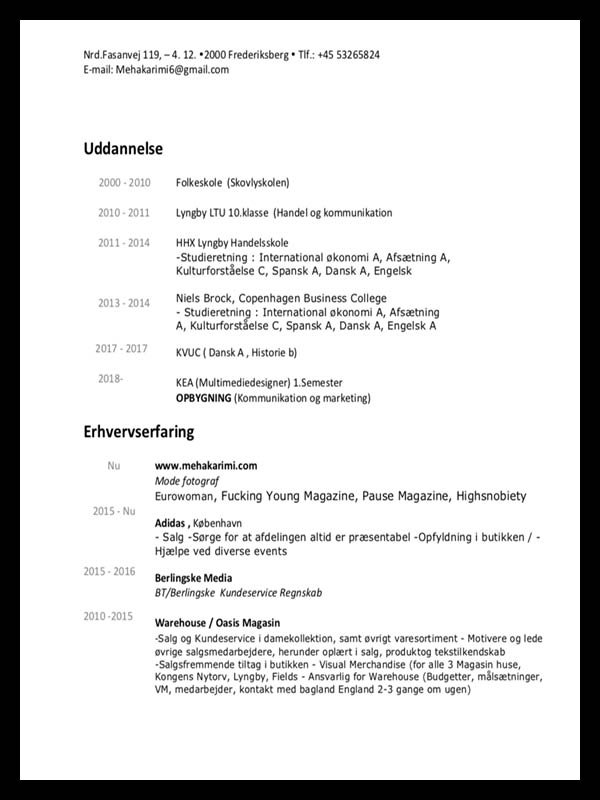 Nrd.Fasanvej 119, – 4. 12. •2000 Frederiksberg • Tlf.: +45 53265824
E-mail: Mehakarimi6@gmail.com
Uddannelse
2000 - 2010 Folkeskole (Skovlyskolen)
2010 - 2011 Lyngby LTU 10.klasse (Handel og kommunikation
2011 - 2014 HHX Lyngby Handelsskole
-Studieretning : International økonomi A, Afsætning A,
Kulturforståelse C, Spansk A, Dansk A, Engelsk
2013 - 2014 Niels Brock, Copenhagen Business College
- Studieretning : International økonomi A, Afsætning
A, Kulturforståelse C, Spansk A, Dansk A, Engelsk A
2017 - 2017 KVUC ( Dansk A , Historie b)
2018- KEA (Multimediedesigner) 1.Semester
OPBYGNING (Kommunikation og marketing)
Erhvervserfaring
Nu www.mehakarimi.com
Mode fotograf
Eurowoman, Fucking Young Magazine, Pause Magazine, Highsnobiety
2015 - Nu
Adidas , København
- Salg -Sørge for at afdelingen altid er præsentabel -Opfyldning i butikken / -
Hjælpe ved diverse events
2015 - 2016 Berlingske Media
BT/Berlingske Kundeservice Regnskab
2010 -2015 Warehouse / Oasis Magasin
-Salg og Kundeservice i damekollektion, samt øvrigt varesortiment - Motivere og lede
øvrige salgsmedarbejdere, herunder oplært i salg, produktog tekstilkendskab
-Salgsfremmende tiltag i butikken - Visual Merchandise (for alle 3 Magasin huse,
Kongens Nytorv, Lyngby, Fields - Ansvarlig for Warehouse (Budgetter, målsætninger,
VM, medarbejder, kontakt med bagland England 2-3 gange om ugen)